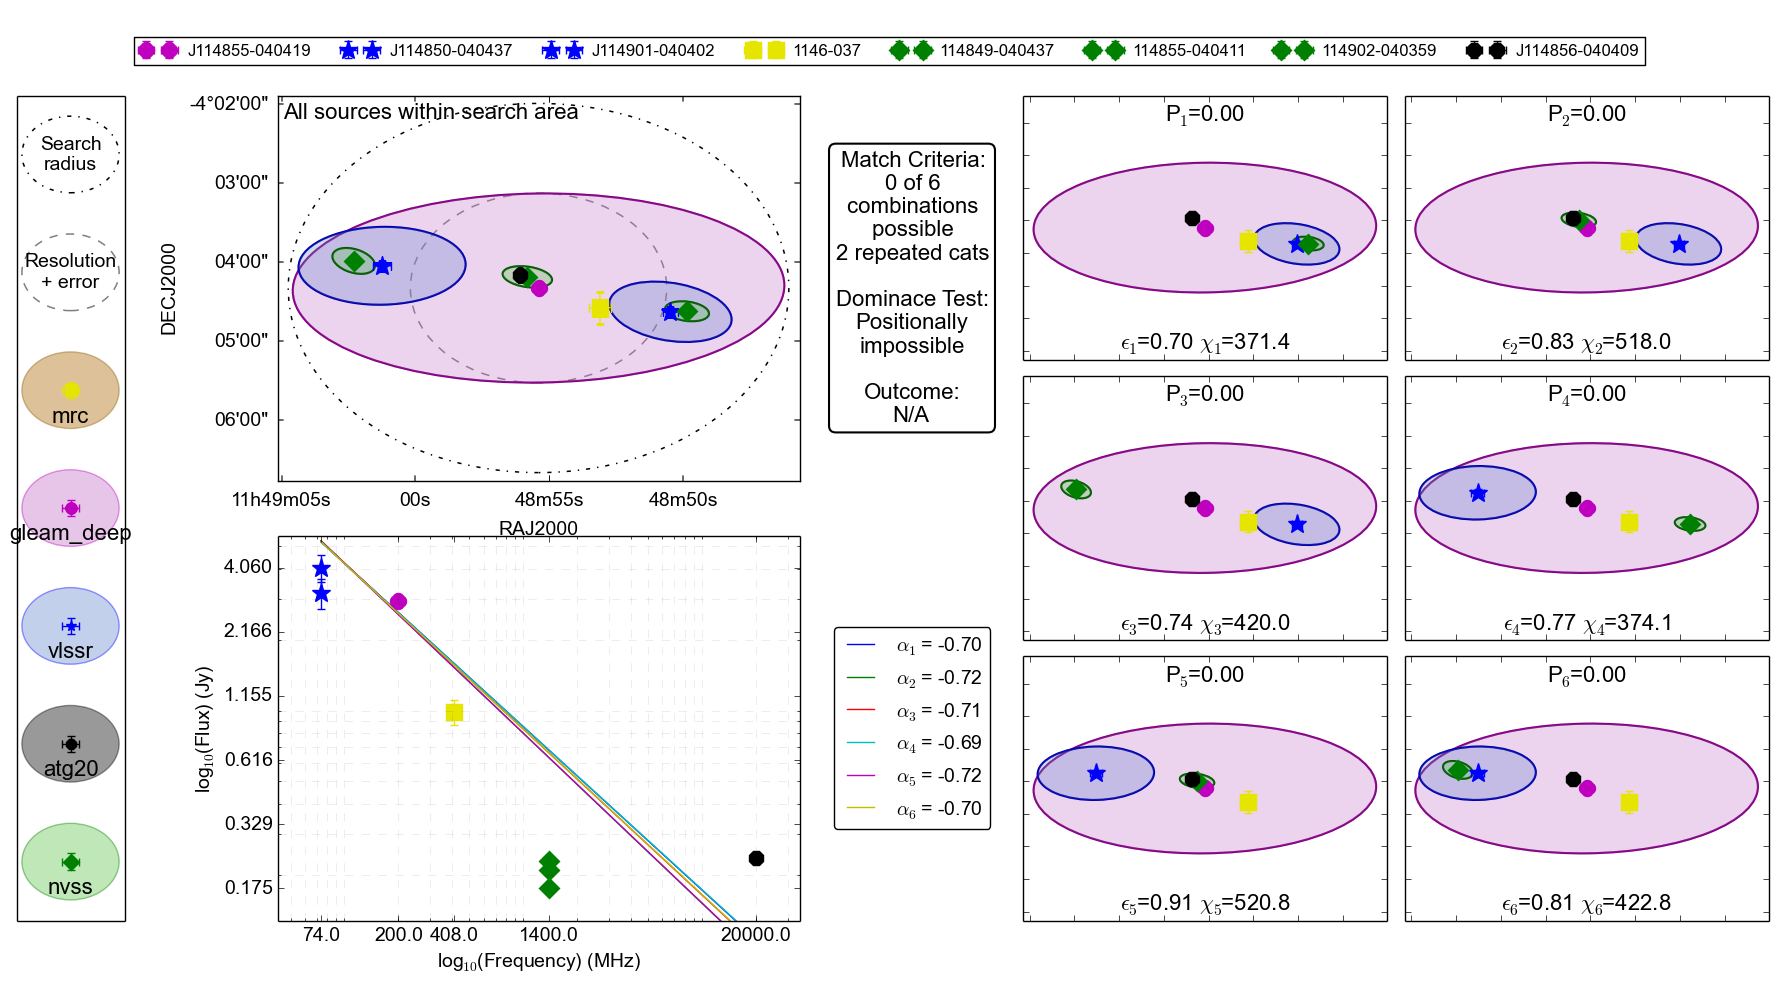 J114855-040419 J114850-040437 J114901-040402 1146-037 114849-040437 114855-040411 114902-040359 J114856-040409
Search
radius
Resolution
+ error
mrc
gleam_deep
vlssr
atg20
nvss
All sources within search area
DECJ2000
-4°02'00"
03'00"
04'00"
05'00"
06'00"
11h49m05s 00s 48m55s 48m50s
RAJ2000
log10(Flux) (Jy)
4.060
2.166
1.155
0.616
0.329
0.175
74.0 200.0 408.0 1400.0 20000.0
log10(Frequency) (MHz)
Match Criteria:
0 of 6
combinations
possible
2 repeated cats
Dominace Test:
Positionally
impossible
Outcome:
N/A
α1 = -0.70
α2 = -0.72
α3 = -0.71
α4 = -0.69
α5 = -0.72
α6 = -0.70
P1=0.00
ϵ1=0.70 χ1=371.4
P2=0.00
ϵ2=0.83 χ2=518.0
P3=0.00
ϵ3=0.74 χ3=420.0
P4=0.00
ϵ4=0.77 χ4=374.1
P5=0.00
ϵ5=0.91 χ5=520.8
P6=0.00
ϵ6=0.81 χ6=422.8